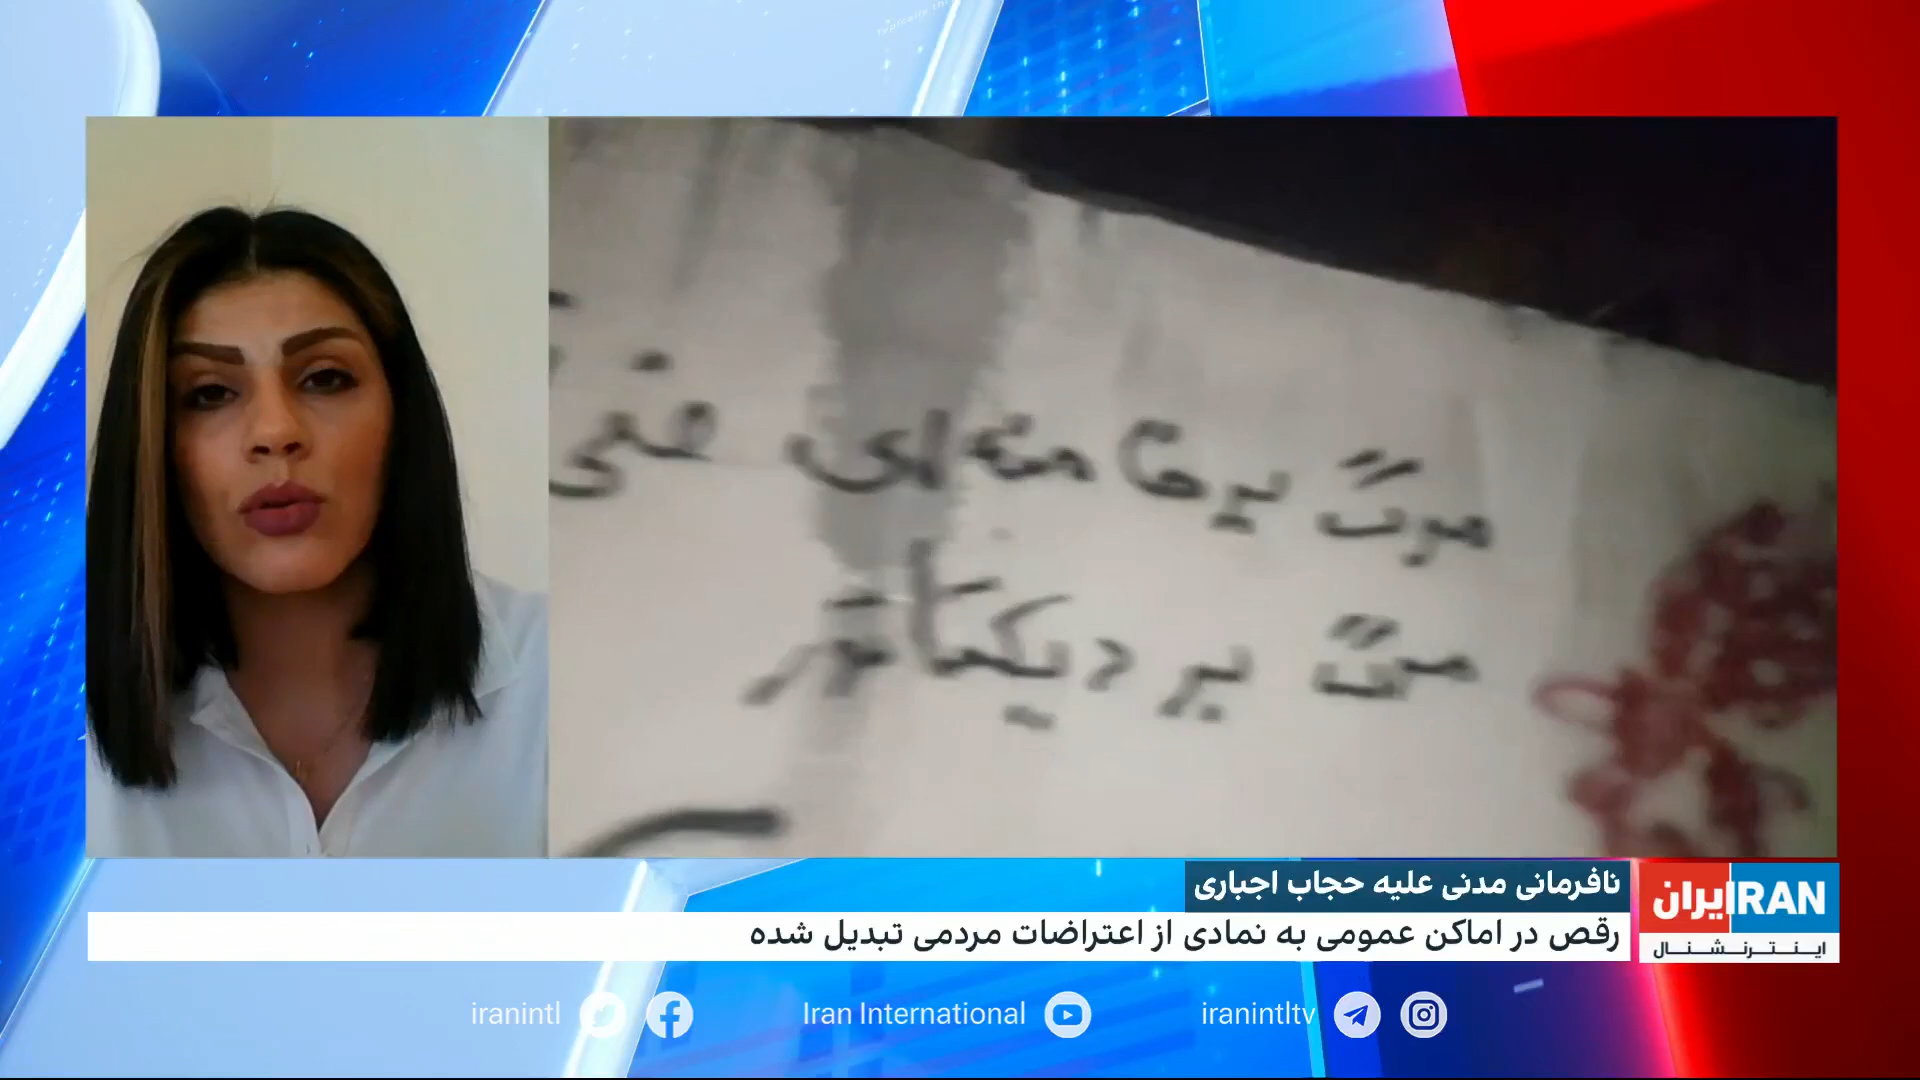 مرگ بر خامنه ای
مرگ بر دیکتاتور
نافرمانی مدنی علیه حجاب اجباری
رقص در اماکن عمومی به نمادی از اعتراضات مردمی تبدیل شده
ایران IRAN
اینترنشنال
iranintl
Iran International
iranintltv